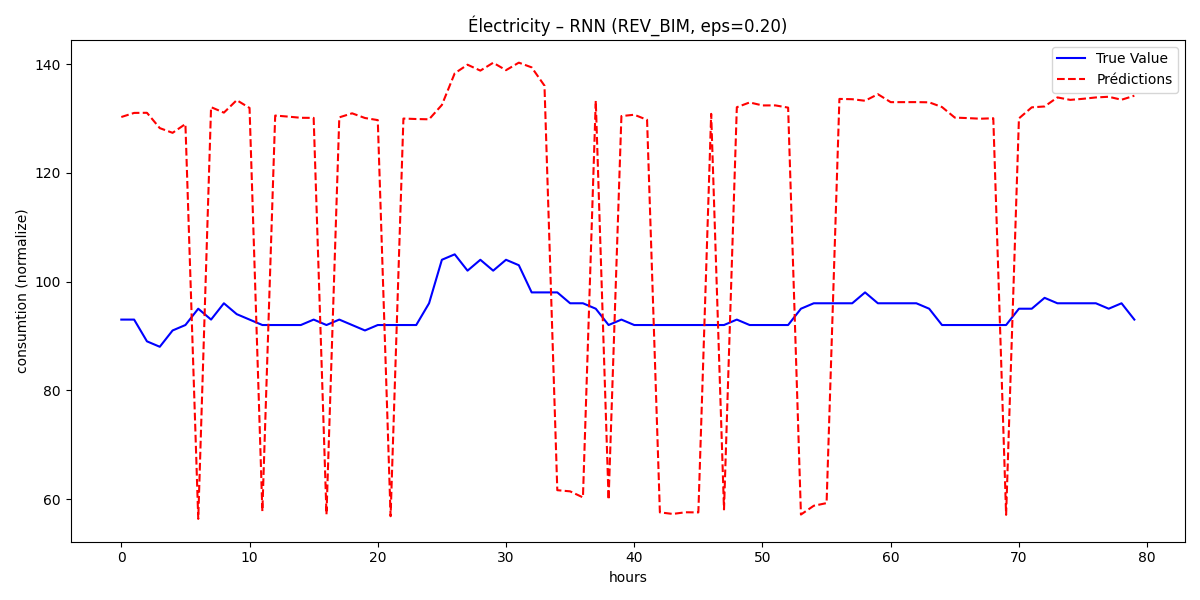 Électricity – RNN (REV_BIM, eps=0.20)
True Value
Prédictions
consumtion (normalize)
140
120
100
80
60
0 10 20 30 40 50 60 70 80
hours